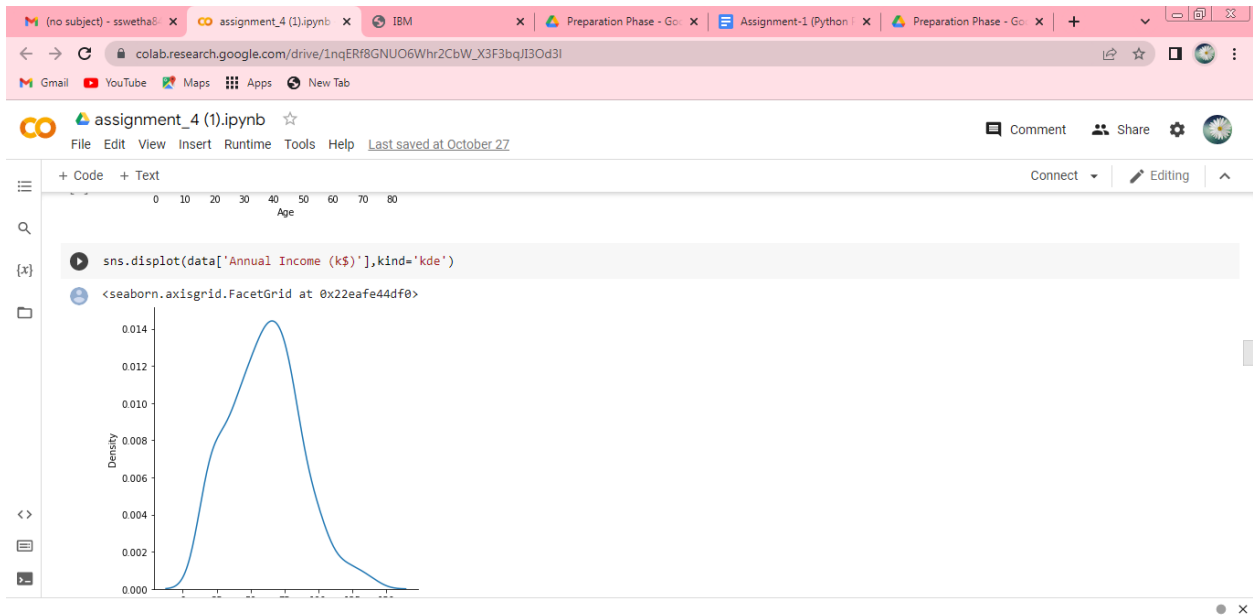 (no subject) - sswetha8
assignment_4 (1).ipynb
IBM
Preparation Phase - Goo
Assignment-1 (Python
Preparation Phase - Goo
colab.research.google.com/drive/1nqERf8GNUO6Whr2CbW_X3F3bqJI3Od3I
Gmail YouTube Maps Apps New Tab
CO assignment_4 (1).ipynb
File Edit View Insert Runtime Tools Help Last saved at October 27
Comment Share
+ Code + Text
Connect Editing
0 10 20 30 40 50 60 70 80
Age
{x}
sns.displot(data['Annual Income (k$)'],kind='kde')
<seaborn.axisgrid.FacetGrid at 0x22eafe44df0>
0.014
0.012
0.010
0.008
Density
0.006
0.004
0.002
0.000